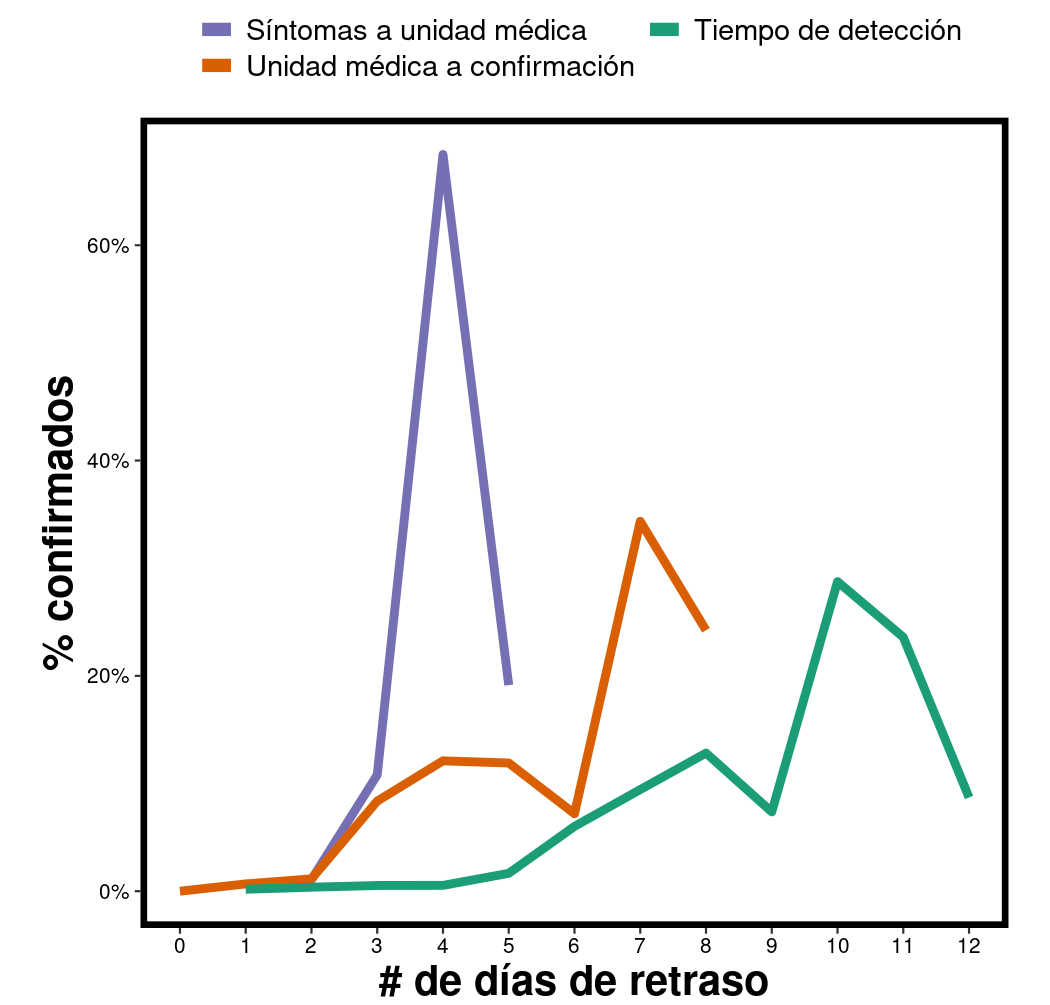 Síntomas a unidad médica
Tiempo de detección
Unidad médica a confirmación
60%
40%
20%
0%
% confirmados
0 1 2 3 4 5 6 7 8 9 10 11 12
# de días de retraso